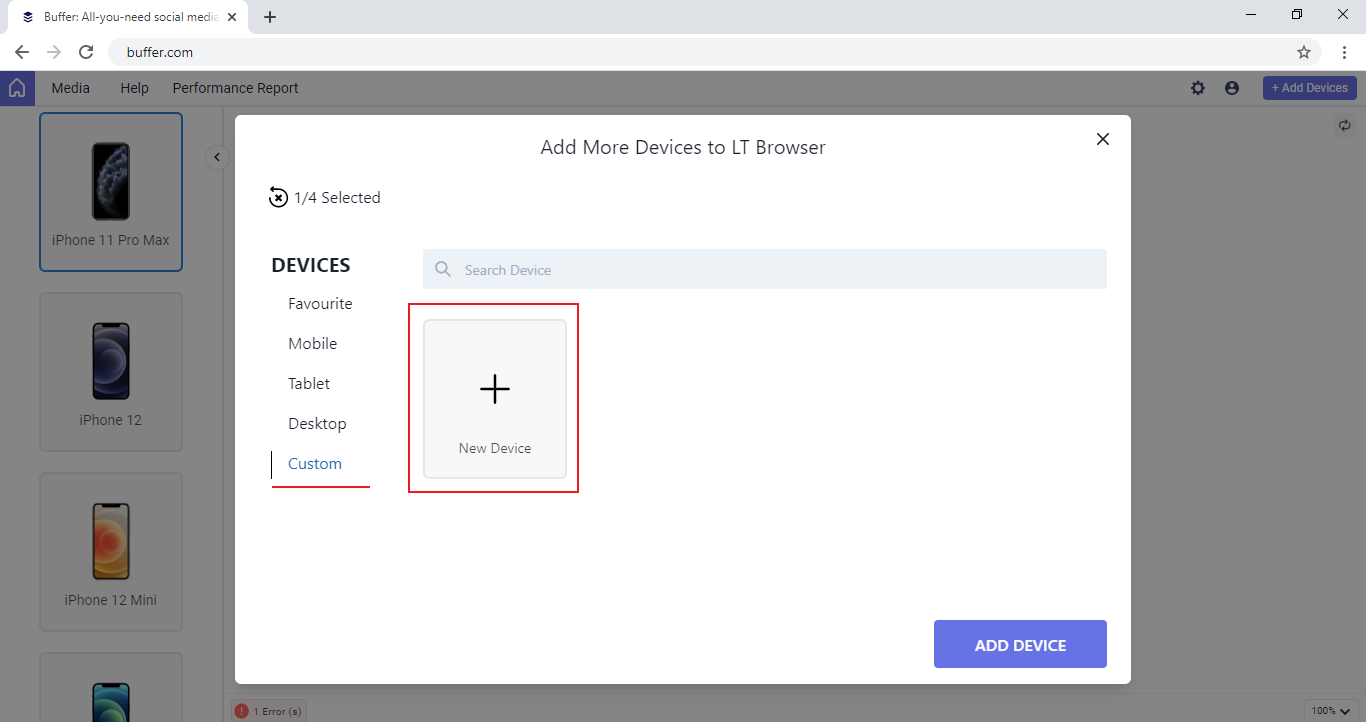 Buffer: All-you-need social media
buffer.com
Media
Help
Performance Report
+ Add Devices
iPhone 11 Pro Max
iPhone 12
iPhone 12 Mini
Add More Devices to LT Browser
1/4 Selected
DEVICES
Search Device
Favourite
Mobile
Tablet
Desktop
Custom
New Device
ADD DEVICE
1 Error (s)
100%